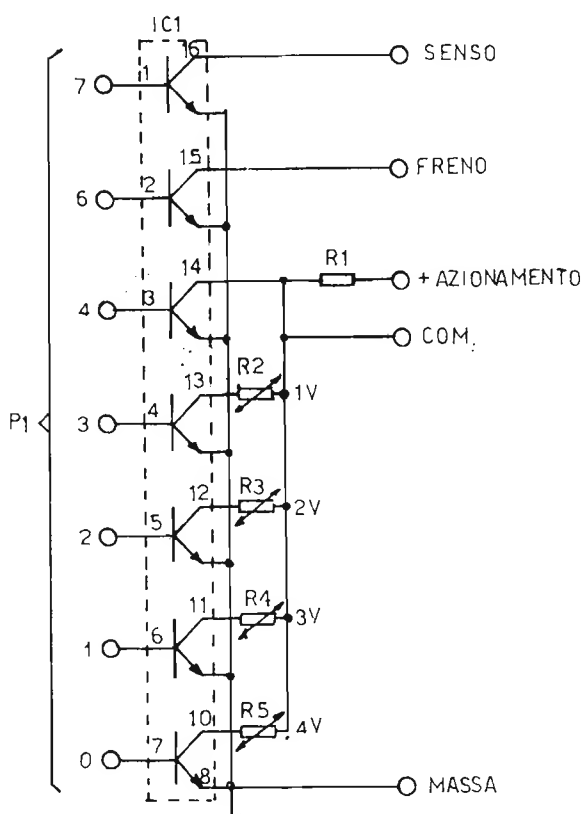 IC1
16
SENSO
7
1
15
FRENO
6
2
14
R1
+ AZIONAMENTO
4
3
COM.
13
R2
1V
P1
3
4
12
R3
2V
2
5
11
R4
3V
1
6
10
R5
4V
0
7
8
MASSA